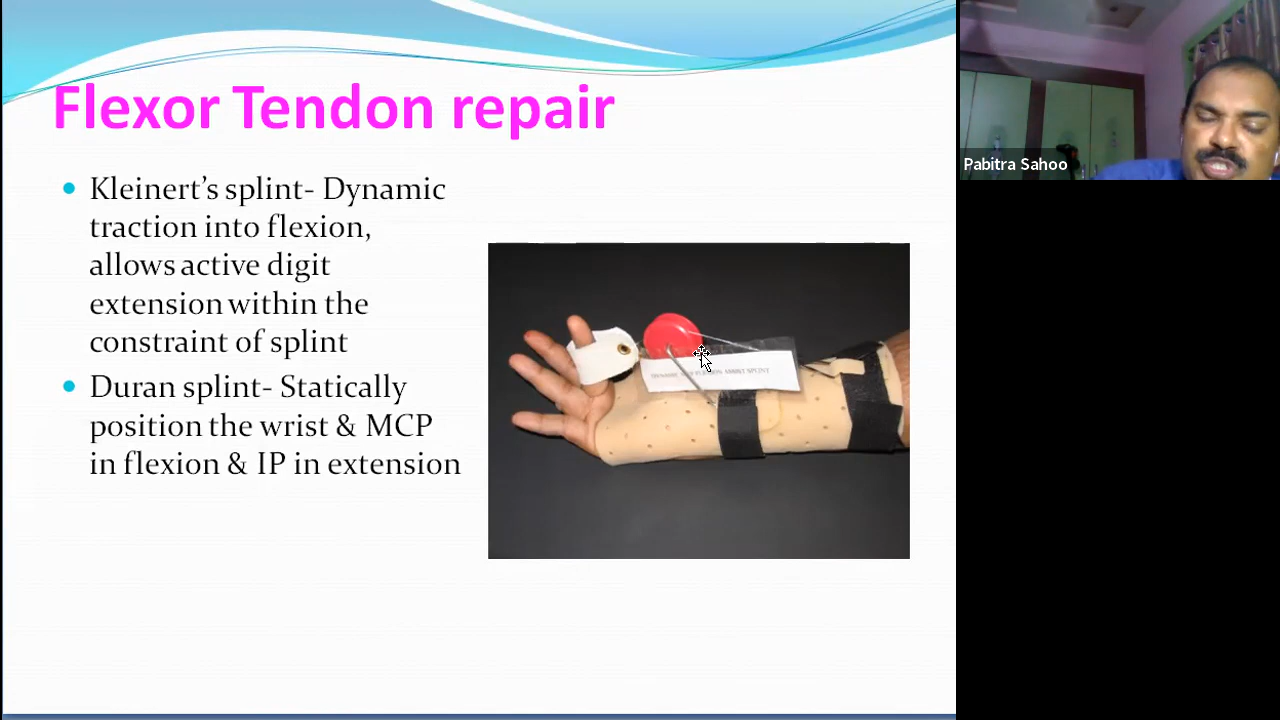 Flexor Tendon repair
Kleinert’s splint- Dynamic
traction into flexion,
allows active digit
extension within the
constraint of splint
Duran splint- Statically
position the wrist & MCP
in flexion & IP in extension
SPLINT
Pabitra Sahoo